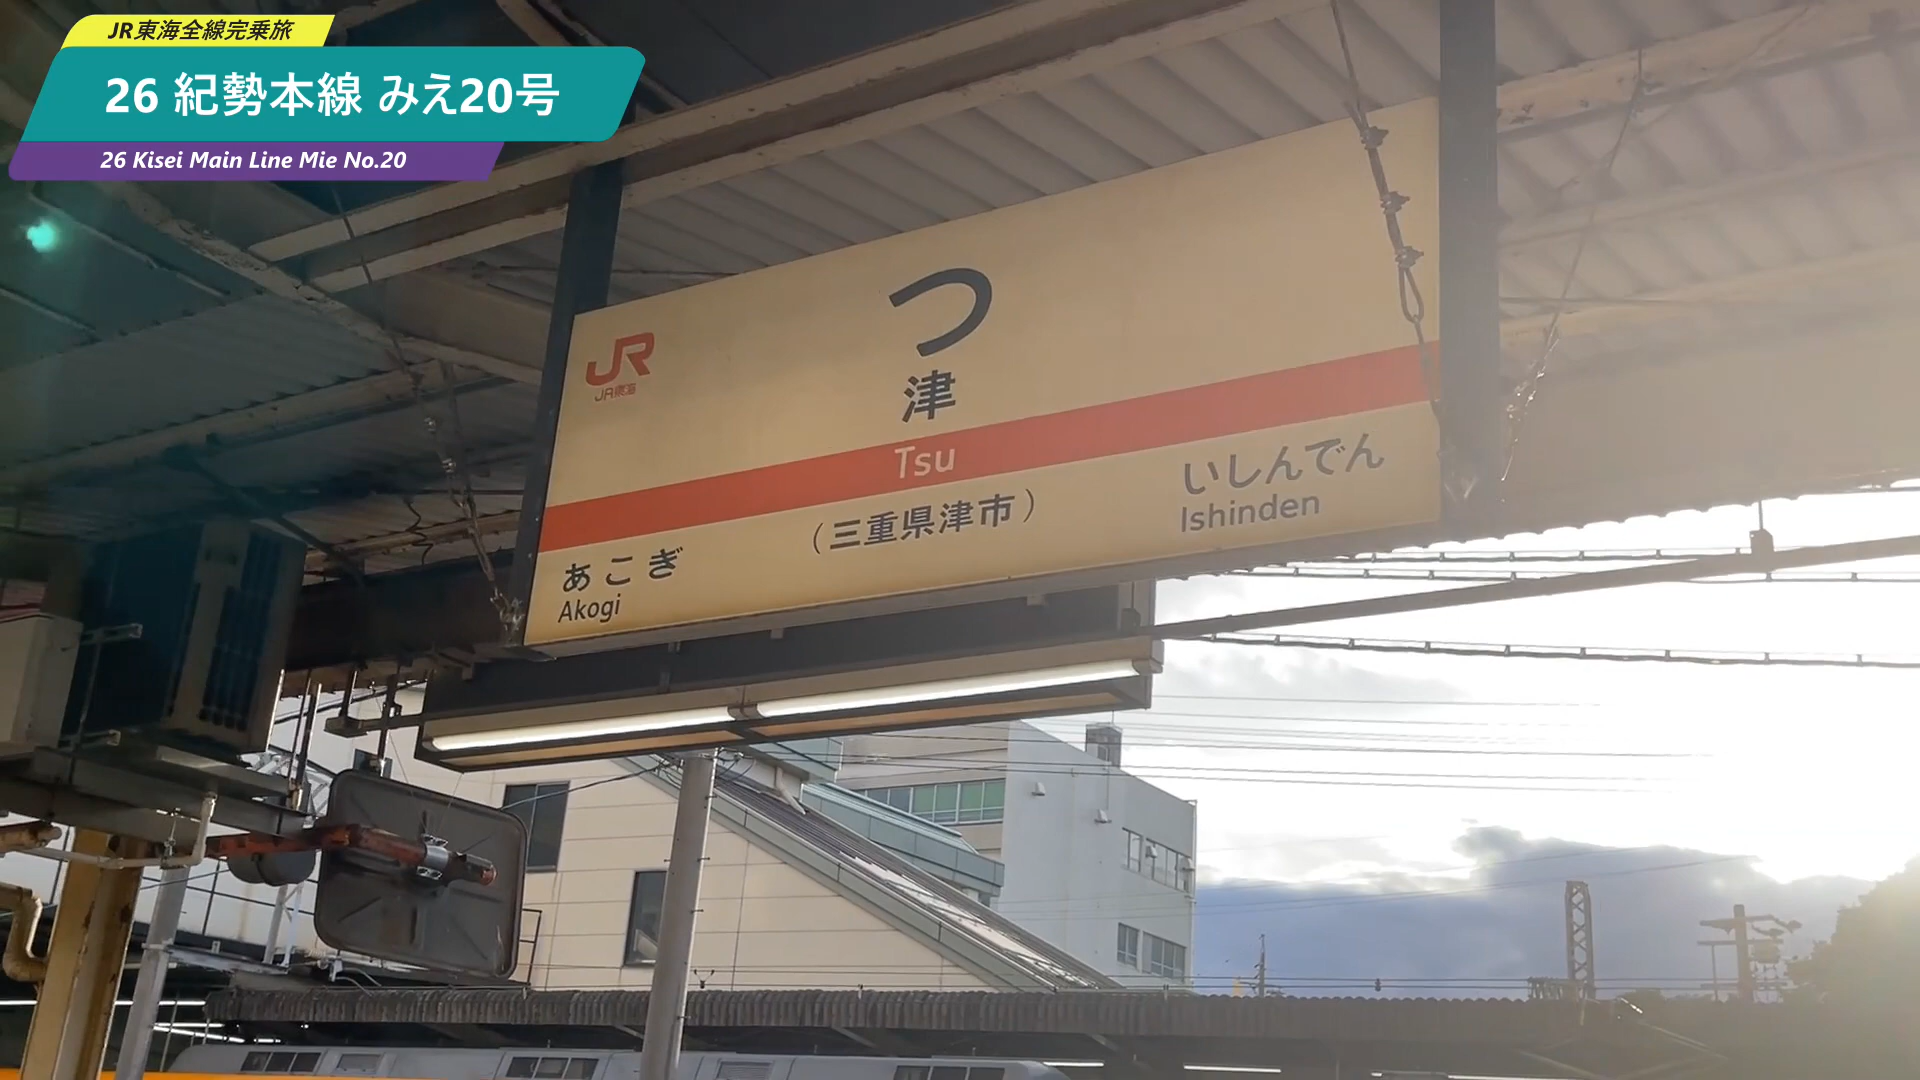 JR東海全線完乗旅
26 紀勢本線 みえ20号
26 Kisei Main Line Mie No.20
JR
JR東海
つ
津
Tsu
(三重県津市)
あこぎ
Akogi
いしんでん
Ishinden